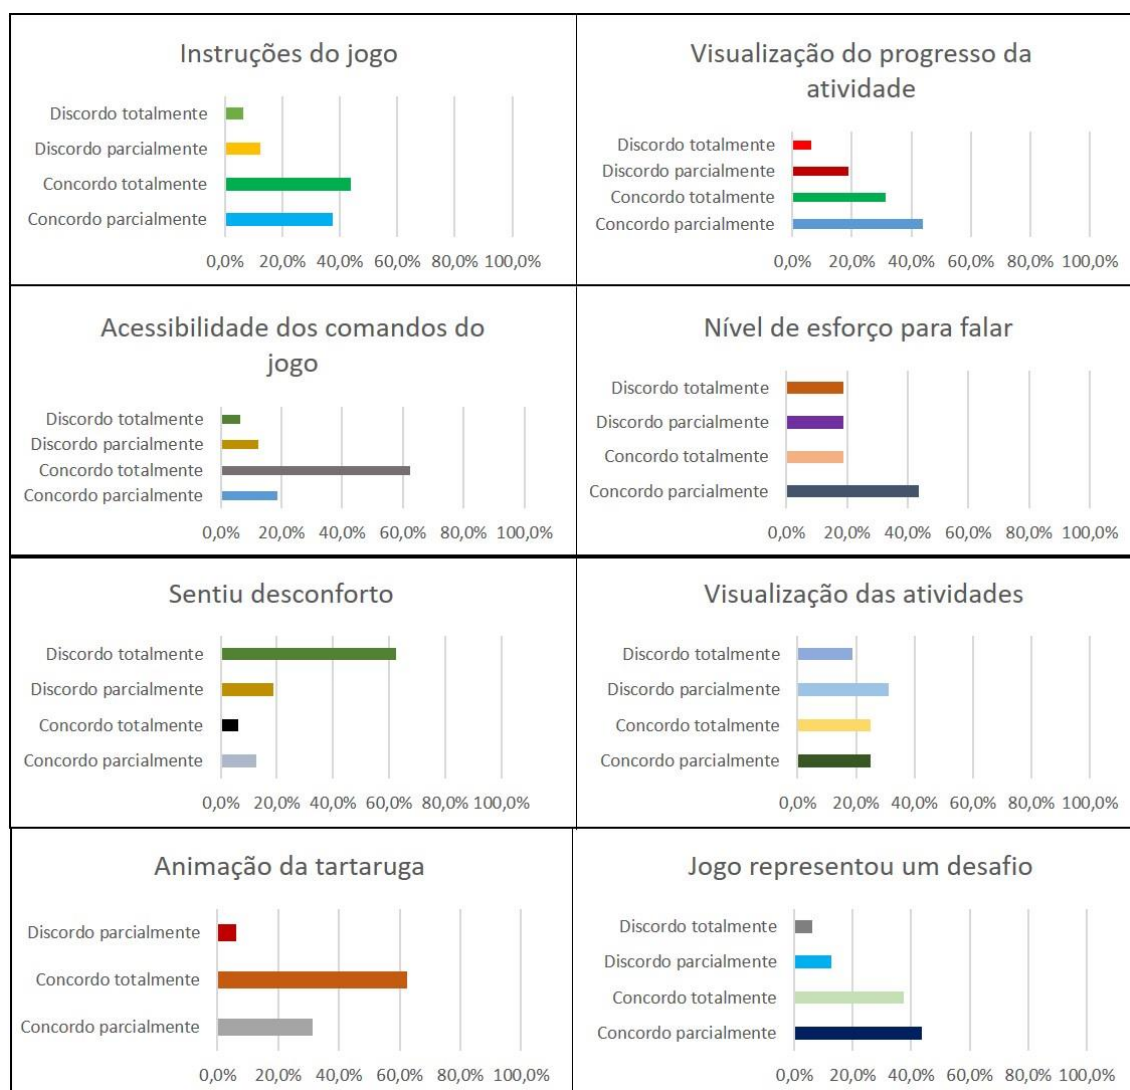 Instruções do jogo
Discordo totalmente
Discordo parcialmente
Concordo totalmente
Concordo parcialmente
0,0% 20,0% 40,0% 60,0% 80,0% 100,0%
Visualização do progresso da
atividade
Discordo totalmente
Discordo parcialmente
Concordo totalmente
Concordo parcialmente
0,0% 20,0% 40,0% 60,0% 80,0% 100,0%
Acessibilidade dos comandos do
jogo
Discordo totalmente
Discordo parcialmente
Concordo totalmente
Concordo parcialmente
0,0% 20,0% 40,0% 60,0% 80,0% 100,0%
Nível de esforço para falar
Discordo totalmente
Discordo parcialmente
Concordo totalmente
Concordo parcialmente
0,0% 20,0% 40,0% 60,0% 80,0% 100,0%
Sentiu desconforto
Discordo totalmente
Discordo parcialmente
Concordo totalmente
Concordo parcialmente
0,0% 20,0% 40,0% 60,0% 80,0% 100,0%
Visualização das atividades
Discordo totalmente
Discordo parcialmente
Concordo totalmente
Concordo parcialmente
0,0% 20,0% 40,0% 60,0% 80,0% 100,0%
Animação da tartaruga
Discordo parcialmente
Concordo totalmente
Concordo parcialmente
0,0% 20,0% 40,0% 60,0% 80,0% 100,0%
Jogo representou um desafio
Discordo totalmente
Discordo parcialmente
Concordo totalmente
Concordo parcialmente
0,0% 20,0% 40,0% 60,0% 80,0% 100,0%